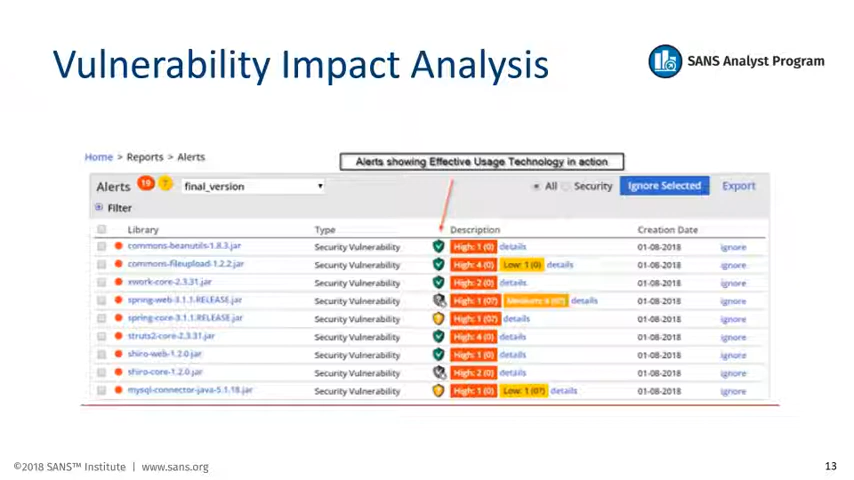 Vulnerability Impact Analysis
SANS Analyst Program
Home > Reports > Alerts
Alerts showing Effective Usage Technology in action
Alerts 19 7 final_version All Security Ignore Selected Export
Filter
Library Type Description Creation Date
commons-beanutils-1.8.3.jar Security Vulnerability High: 1 (0) details 01-08-2018 ignore
commons-fileupload-1.2.2.jar Security Vulnerability High: 4 (0) Low: 1 (0) details 01-08-2018 ignore
xwork-core-2.3.31.jar Security Vulnerability High: 2 (0) details 01-08-2018 ignore
spring-web-3.1.1.RELEASE.jar Security Vulnerability High: 1 (0?) details 01-08-2018 ignore
spring-core-3.1.1.RELEASE.jar Security Vulnerability High: 1 (0?) details 01-08-2018 ignore
struts2-core-2.3.31.jar Security Vulnerability High: 4 (0) details 01-08-2018 ignore
shiro-web-1.2.0.jar Security Vulnerability High: 1 (0) details 01-08-2018 ignore
shiro-core-1.2.0.jar Security Vulnerability High: 2 (0) details 01-08-2018 ignore
mysql-connector-java-5.1.18.jar Security Vulnerability High: 1 (0) Low: 1 (0?) details 01-08-2018 ignore
©2018 SANS™ Institute | www.sans.org
13